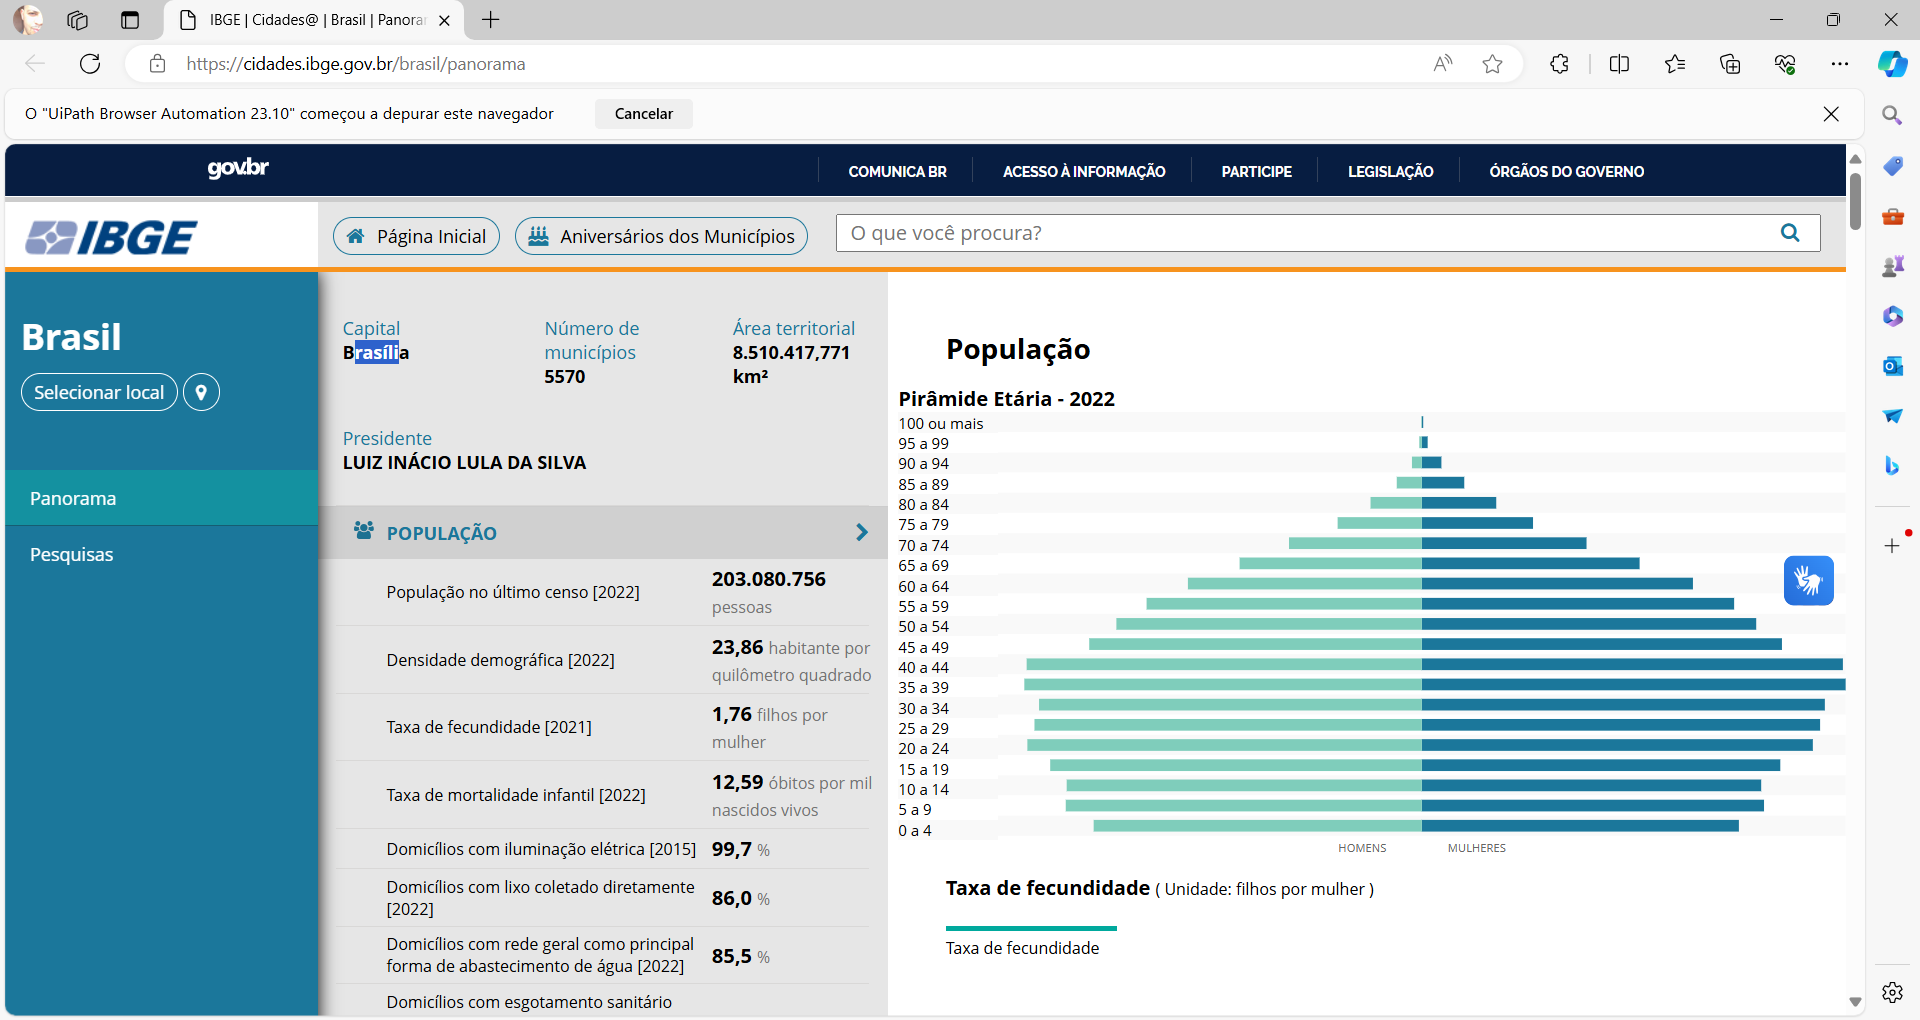 IBGE | Cidades@ | Brasil | Panora
https://cidades.ibge.gov.br/brasil/panorama
O "UiPath Browser Automation 23.10" começou a depurar este navegador
Cancelar
gov.br
COMUNICA BR
ACESSO À INFORMAÇÃO
PARTICIPE
LEGISLAÇÃO
ÓRGÃOS DO GOVERNO
IBGE
Página Inicial
Aniversários dos Municípios
O que você procura?
Brasil
Selecionar local
Panorama
Pesquisas
Capital
Brasília
Número de
municípios
5570
Área territorial
8.510.417,771
km²
Presidente
LUIZ INÁCIO LULA DA SILVA
POPULAÇÃO
População no último censo [2022]
203.080.756
pessoas
Densidade demográfica [2022]
23,86 habitante por
quilômetro quadrado
Taxa de fecundidade [2021]
1,76 filhos por
mulher
Taxa de mortalidade infantil [2022]
12,59 óbitos por mil
nascidos vivos
Domicílios com iluminação elétrica [2015]
99,7 %
Domicílios com lixo coletado diretamente
[2022]
86,0 %
Domicílios com rede geral como principal
forma de abastecimento de água [2022]
85,5 %
Domicílios com esgotamento sanitário
População
Pirâmide Etária - 2022
100 ou mais
95 a 99
90 a 94
85 a 89
80 a 84
75 a 79
70 a 74
65 a 69
60 a 64
55 a 59
50 a 54
45 a 49
40 a 44
35 a 39
30 a 34
25 a 29
20 a 24
15 a 19
10 a 14
5 a 9
0 a 4
HOMENS
MULHERES
Taxa de fecundidade ( Unidade: filhos por mulher )
Taxa de fecundidade